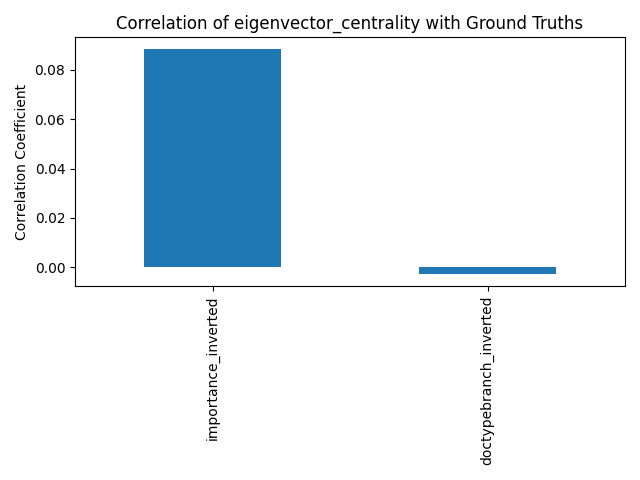 Correlation of eigenvector_centrality with Ground Truths
Correlation Coefficient
0.08
0.06
0.04
0.02
0.00
importance_inverted
doctypebranch_inverted